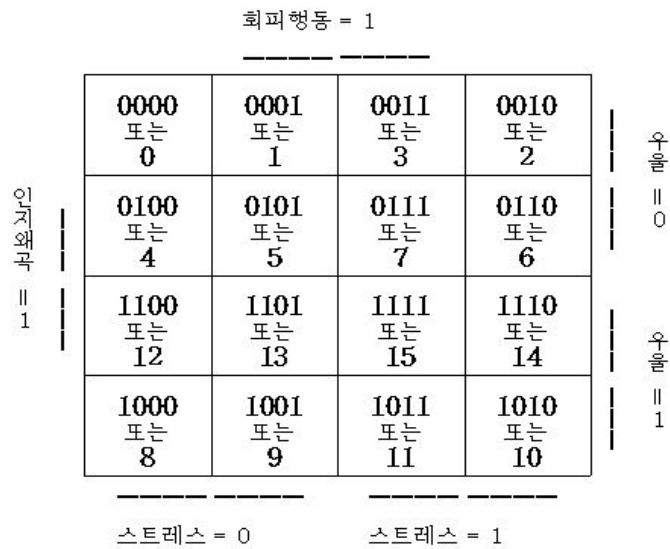 회피행동 = 1
0000 0001 0011 0010
또는 또는 또는 또는
0 1 3 2
우울 = 0
0100 0101 0111 0110
또는 또는 또는 또는
4 5 7 6
인지왜곡 = 1
1100 1101 1111 1110
또는 또는 또는 또는
12 13 15 14
우울 = 1
1000 1001 1011 1010
또는 또는 또는 또는
8 9 11 10
스트레스 = 0 스트레스 = 1